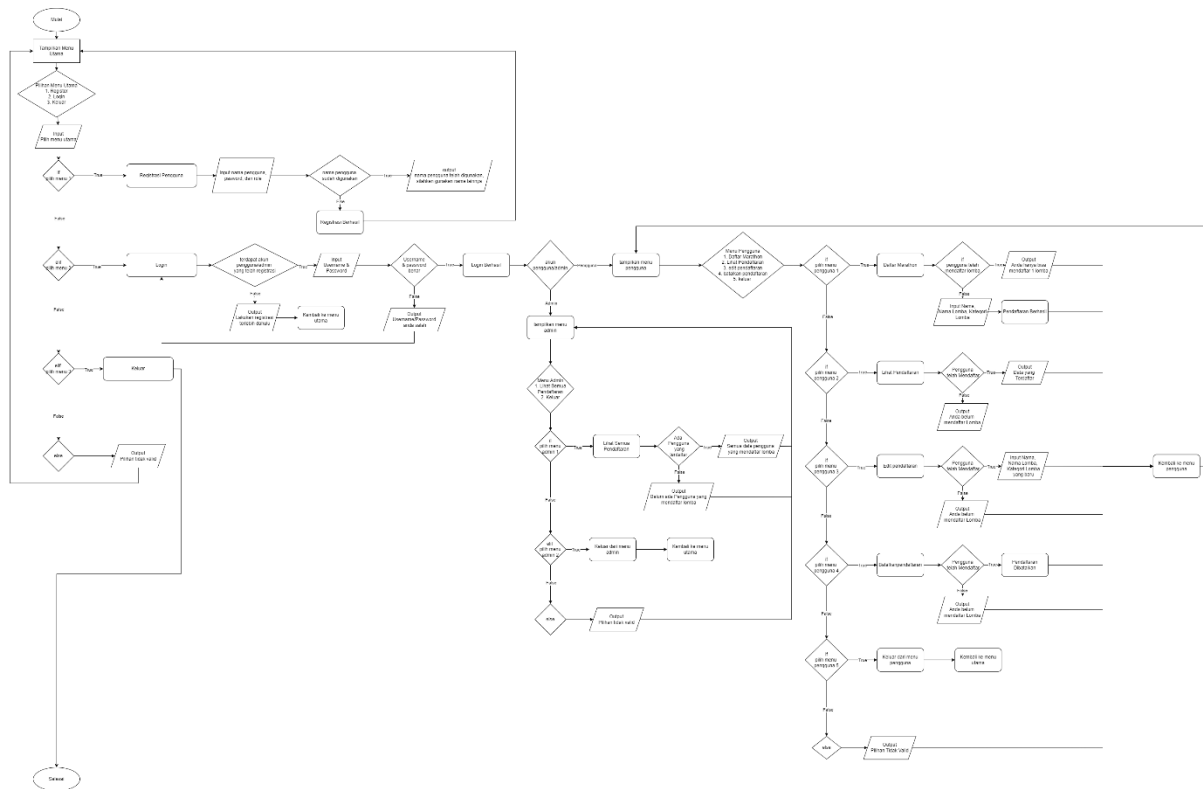 Mulai
Tampilkan Menu
Utama
Pilihan Menu Utama
1. Register
2. Login
3. Keluar
Input
Pilih menu utama
if
pilih menu
True
Registrasi Pengguna
Input nama pengguna,
password, dan role
nama pengguna
sudah digunakan
True
output
nama pengguna telah digunakan,
silahkan gunakan nama lainnya
False
Registrasi Berhasil
False
elif
pilih menu 2
True
Login
terdapat akun
pengguna/admin
yang telah registrasi
True
Input
Username &
Password
Username
& password
benar
True
Login Berhasil
akun
pengguna/admin
Pengguna
tampilkan menu
pengguna
Menu Pengguna
1. Daftar Marathon
2. Lihat Pendaftaran
3. edit pendaftaran
4. batalkan pendaftaran
5. keluar
if
pilih menu
pengguna 1
True
Daftar Marathon
if
pengguna telah
mendaftar lomba
True
Output
Anda hanya bisa
mendaftar 1 lomba
False
Output
Lakukan registrasi
terlebih dahulu
Kembali ke menu
utama
False
Output
Username/Password
anda salah
Admin
tampilkan menu
admin
False
Input Nama,
Nama Lomba, Kategori
Lomba
Pendaftaran Berhasil
False
False
elif
pilih menu 3
True
Keluar
Menu Admin
1. Lihat Semua
Pendaftaran
2. Keluar
if
pilih menu
pengguna 2
True
Lihat Pendaftaran
Pengguna
telah Mendaftar
True
Output
Data yang
Terdaftar
False
Output
Anda belum
mendaftar Lomba
False
False
else
Output
Pilihan tidak valid
if
pilih menu
admin 1
True
Lihat Semua
Pendaftaran
Ada
Pengguna
yang
terdaftar
True
Output
Semua data pengguna
yang mendaftar lomba
False
Output
Belum ada Pengguna yang
mendaftar lomba
if
pilih menu
pengguna 3
True
Edit pendaftaran
Pengguna
telah Mendaftar
True
Input Nama,
Nama Lomba,
Kategori Lomba
yang baru
Kembali ke menu
pengguna
False
Output
Anda belum
mendaftar Lomba
False
False
elif
pilih menu
admin 2
True
Keluar dari menu
admin
Kembali ke menu
utama
if
pilih menu
pengguna 4
True
Batalkan pendaftaran
Pengguna
telah Mendaftar
True
Pendaftaran
Dibatalkan
False
Output
Anda belum
mendaftar Lomba
False
False
else
Output
Pilihan tidak valid
if
pilih menu
pengguna 5
True
Keluar dari menu
pengguna
Kembali ke menu
utama
False
else
Output
Pilihan Tidak Valid
Selesai